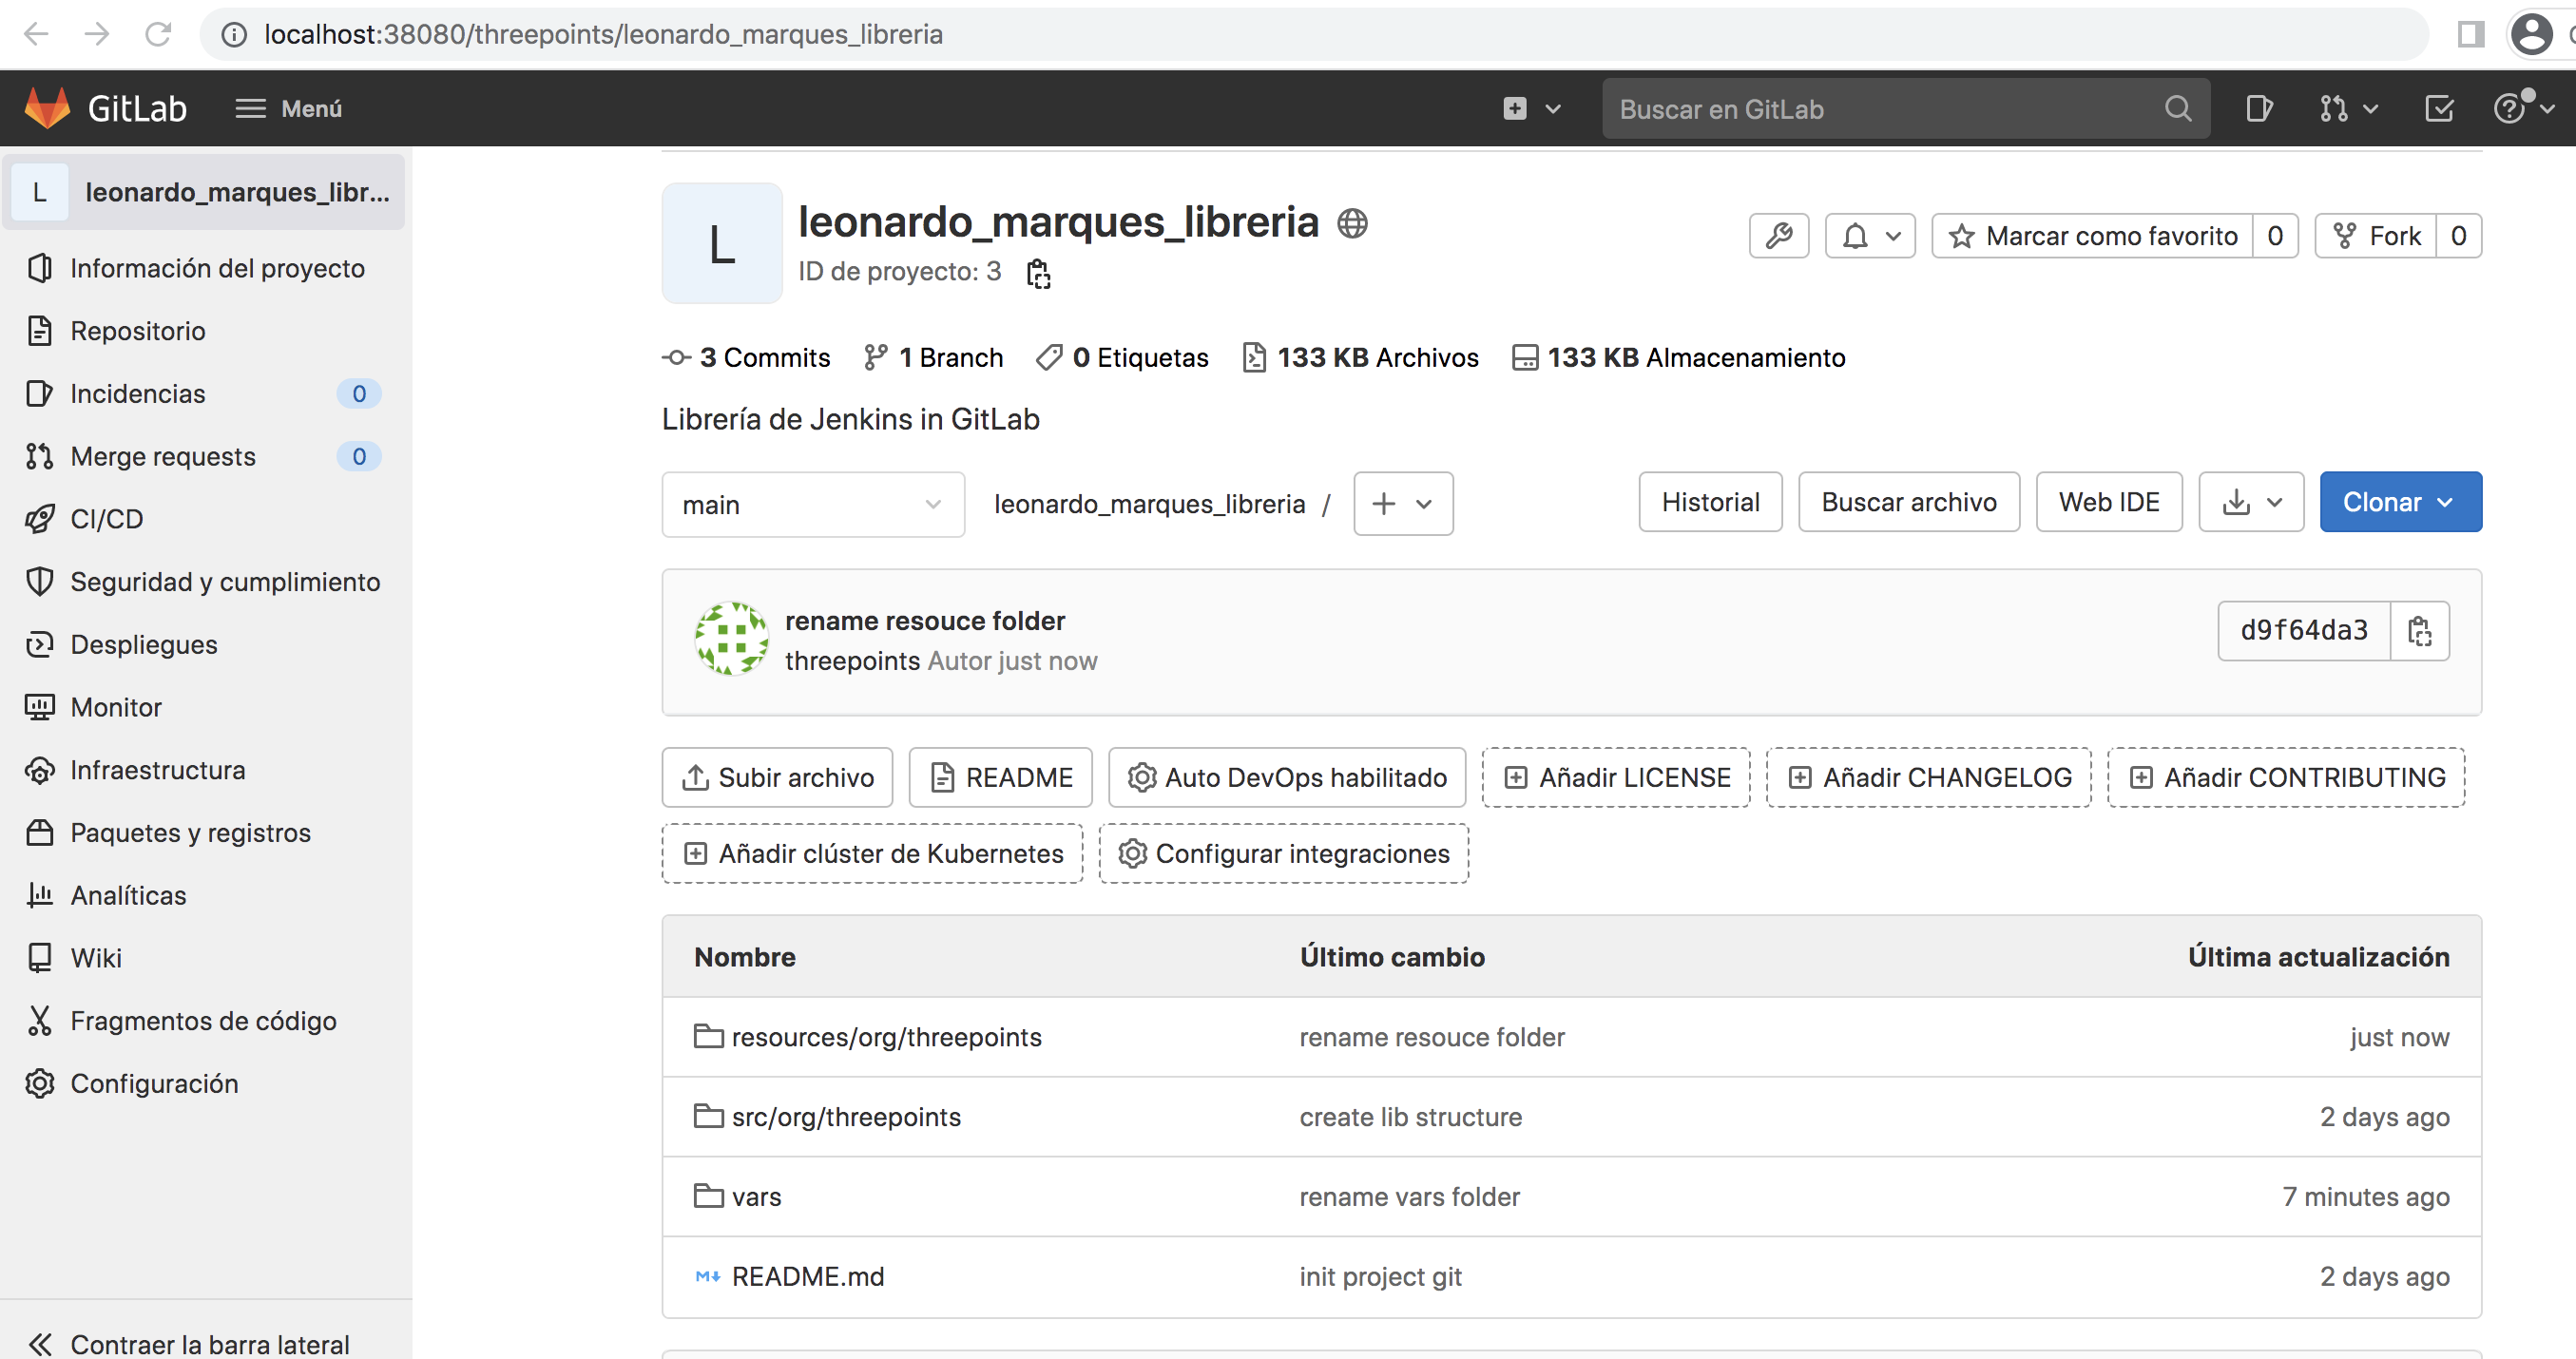 localhost:38080/threepoints/leonardo_marques_libreria
GitLab
Menú
Buscar en GitLab
L
leonardo_marques_libr...
Información del proyecto
Repositorio
Incidencias 0
Merge requests 0
CI/CD
Seguridad y cumplimiento
Despliegues
Monitor
Infraestructura
Paquetes y registros
Analíticas
Wiki
Fragmentos de código
Configuración
Contraer la barra lateral
L
leonardo_marques_libreria
ID de proyecto: 3
Marcar como favorito 0
Fork 0
3 Commits 1 Branch 0 Etiquetas 133 KB Archivos 133 KB Almacenamiento
Librería de Jenkins in GitLab
main
leonardo_marques_libreria /
Historial
Buscar archivo
Web IDE
Clonar
rename resouce folder
threepoints Autor just now
d9f64da3
Subir archivo
README
Auto DevOps habilitado
Añadir LICENSE
Añadir CHANGELOG
Añadir CONTRIBUTING
Añadir clúster de Kubernetes
Configurar integraciones
Nombre Último cambio Última actualización
resources/org/threepoints rename resouce folder just now
src/org/threepoints create lib structure 2 days ago
vars rename vars folder 7 minutes ago
README.md init project git 2 days ago